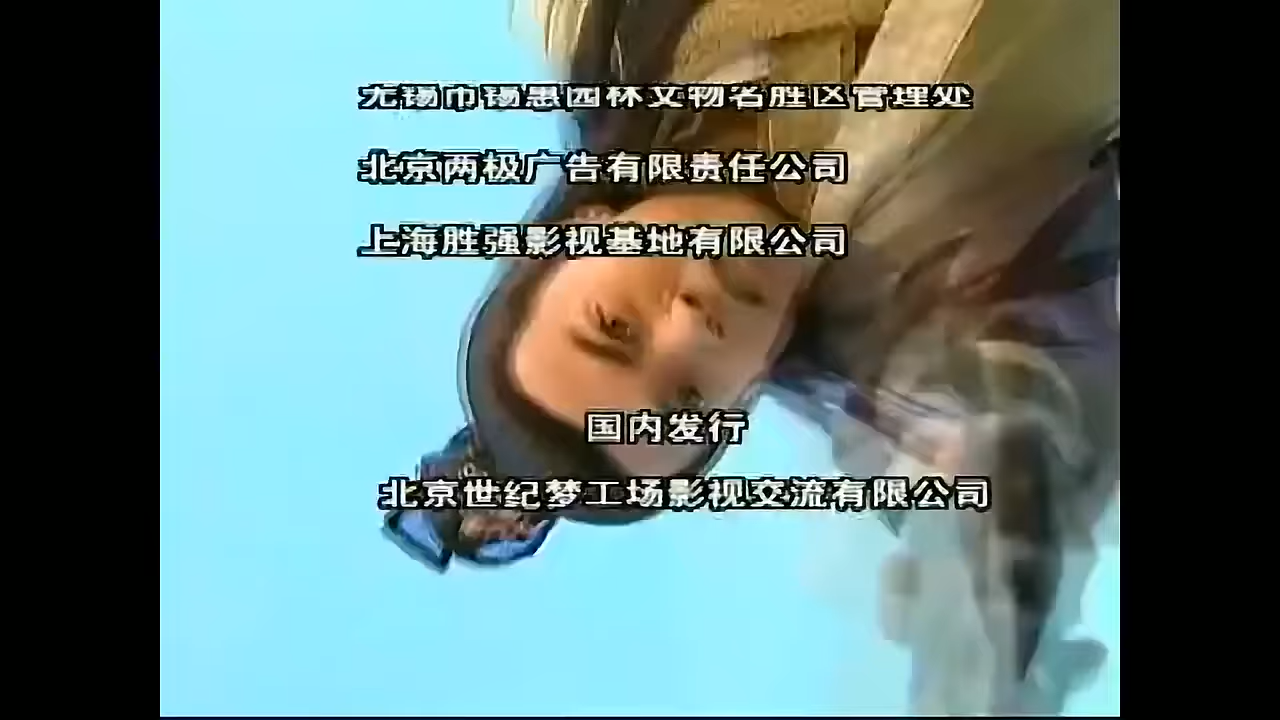 无锡市锡惠园林文物名胜区管理处
北京两极广告有限责任公司
上海胜强影视基地有限公司
国内发行
北京世纪梦工场影视交流有限公司